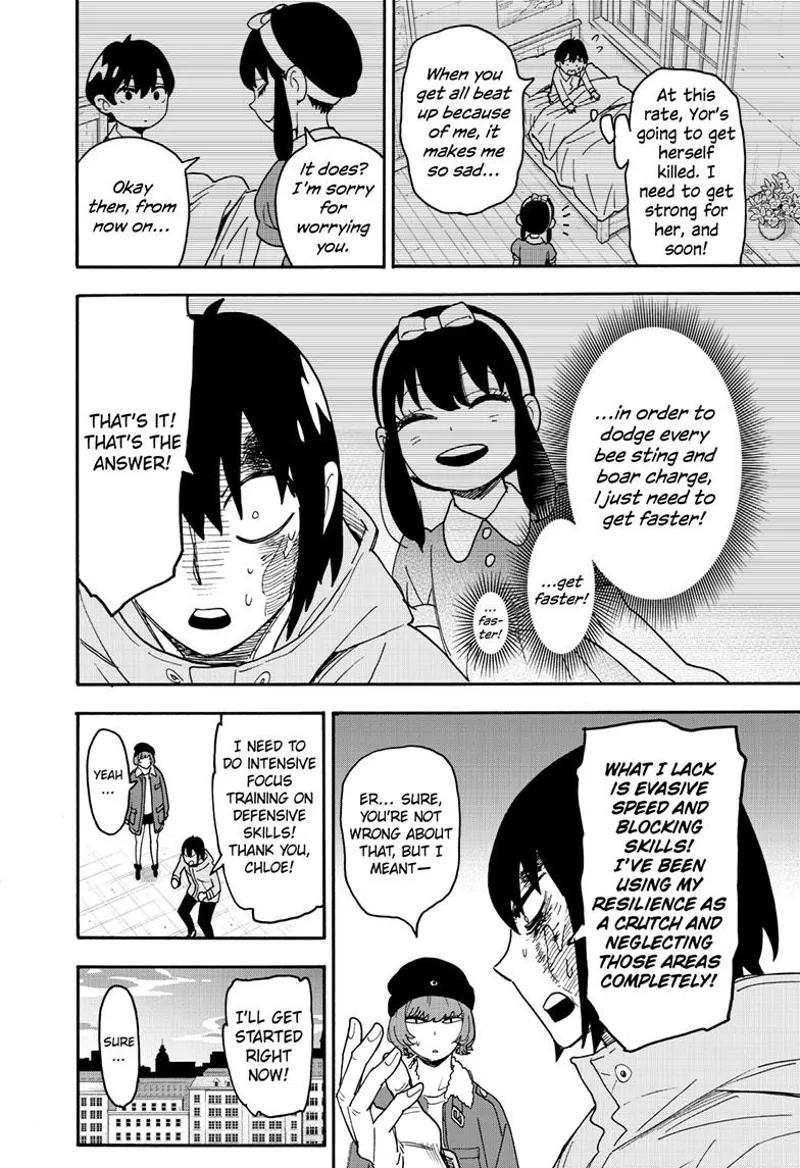 At this
rate, Yor's
going to get
herself
killed. I
need to get
strong for
her, and
soon!
When you
get all beat
up because
of me, it
makes me
so sad...
It does?
I'm sorry
for
worrying
you.
Okay
then, from
now on...
...in order to
dodge every
bee sting and
boar charge,
I just need to
get faster!
...get
faster!
...
fas-
ter!
THAT'S IT!
THAT'S THE
ANSWER!
WHAT I LACK
IS EVASIVE
SPEED AND
BLOCKING
SKILLS!
I'VE BEEN
USING MY
RESILIENCE AS
A CRUTCH AND
NEGLECTING
THOSE AREAS
COMPLETELY!
ER... SURE,
YOU'RE NOT
WRONG ABOUT
THAT, BUT I
MEANT—
I NEED TO
DO INTENSIVE
FOCUS
TRAINING ON
DEFENSIVE
SKILLS!
THANK YOU,
CHLOE!
YEAH
...
I'LL GET
STARTED
RIGHT
NOW!
SURE
...